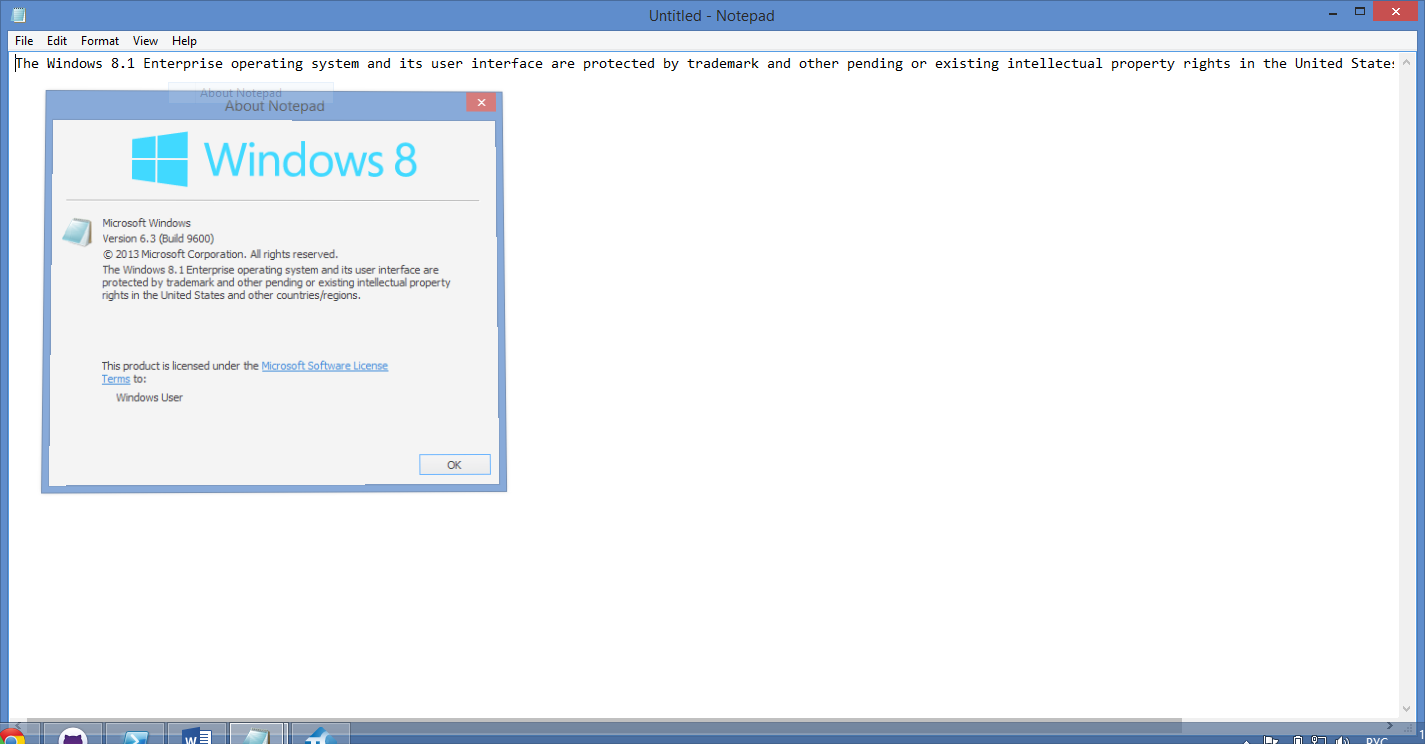 Untitled - Notepad
File Edit Format View Help
The Windows 8.1 Enterprise operating system and its user interface are protected by trademark and other pending or existing intellectual property rights in the United States
About Notepad
About Notepad
Windows 8
Microsoft Windows
Version 6.3 (Build 9600)
© 2013 Microsoft Corporation. All rights reserved.
The Windows 8.1 Enterprise operating system and its user interface are
protected by trademark and other pending or existing intellectual property
rights in the United States and other countries/regions.
This product is licensed under the Microsoft Software License
Terms to:
Windows User
OK
РУС